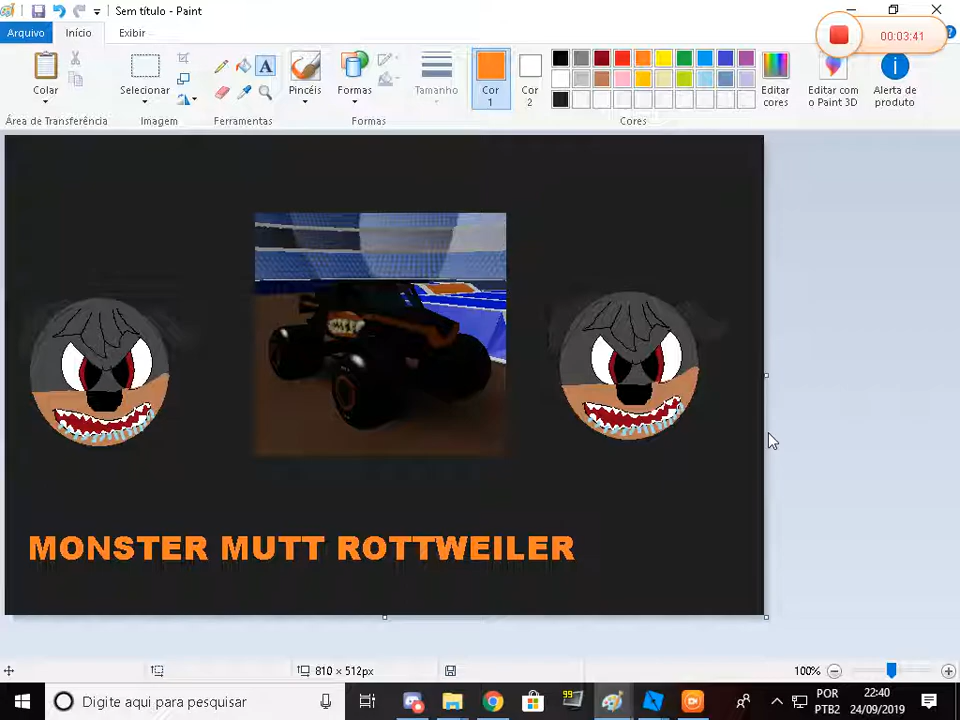 Sem título - Paint
Arquivo Início Exibir
00:03:41
Colar
Selecionar
Pincéis
Formas
Tamanho
Cor 1
Cor 2
Editar cores
Editar com o Paint 3D
Alerta de produto
Área de Transferência
Imagem
Ferramentas
Formas
Cores
MONSTER MUTT ROTTWEILER
810 × 512px
100%
Digite aqui para pesquisar
99
POR
PTB2
22:40
24/09/2019